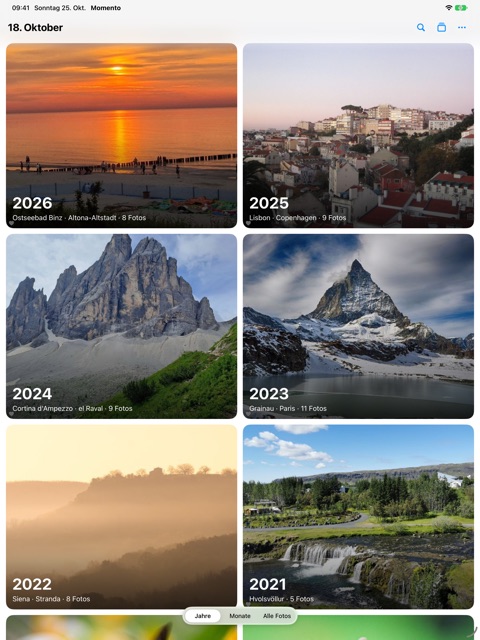 09:41 Sonntag 25. Okt. Momento
18. Oktober
2026
Ostseebad Binz · Altona-Altstadt · 8 Fotos
2025
Lisbon · Copenhagen · 9 Fotos
2024
Cortina d'Ampezzo · el Raval · 9 Fotos
2023
Grainau · Paris · 11 Fotos
2022
Siena · Stranda · 8 Fotos
2021
Hvolsvöllur · 5 Fotos
Jahre Monate Alle Fotos